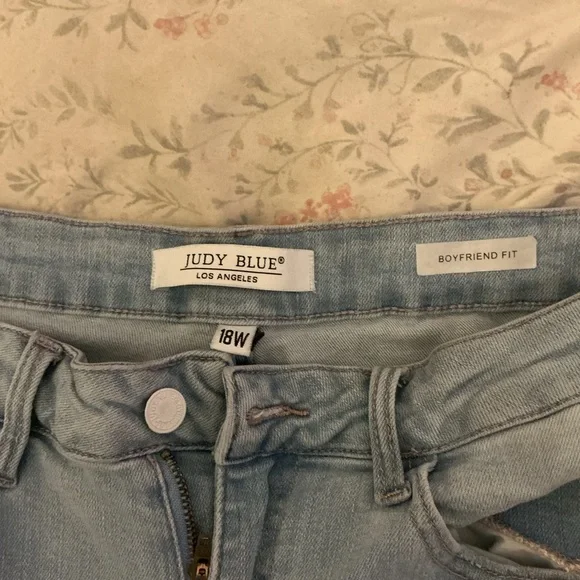 JUDY BLUE®
LOS ANGELES
BOYFRIEND FIT
18W